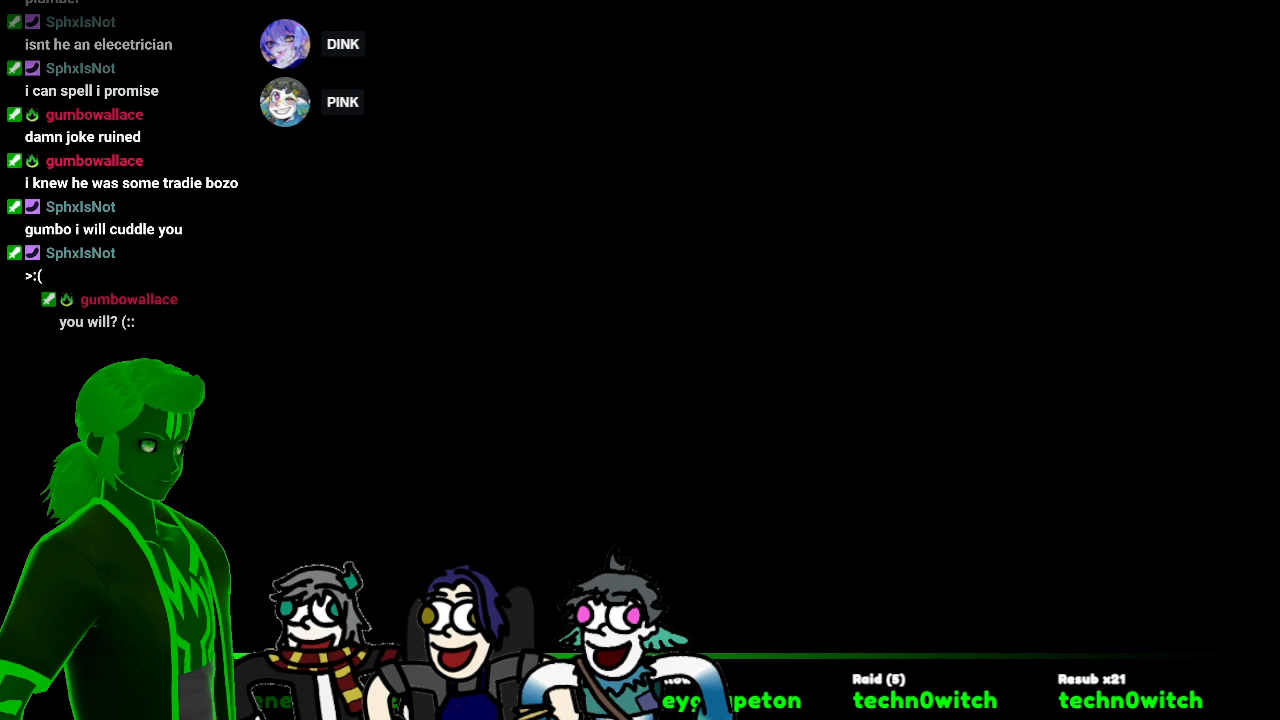 plumber
SphxIsNot
isnt he an elecetrician
SphxIsNot
i can spell i promise
gumbowallace
damn joke ruined
gumbowallace
i knew he was some tradie bozo
SphxIsNot
gumbo i will cuddle you
SphxIsNot
>:(
gumbowallace
you will? (::
DINK
PINK
Raid (5)
techn0witch
Resub x21
techn0witch